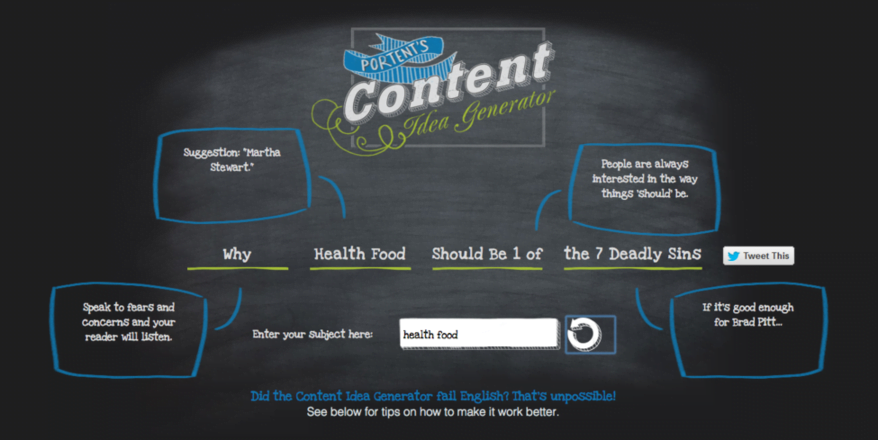 PORTENT'S
Content
Idea Generator
Suggestion: "Martha
Stewart."
People are always
interested in the way
things 'should' be.
Why Health Food Should Be 1 of the 7 Deadly Sins
Tweet This
Speak to fears and
concerns and your
reader will listen.
Enter your subject here: health food
If it's good enough
for Brad Pitt...
Did the Content Idea Generator fail English? That's unpossible!
See below for tips on how to make it work better.